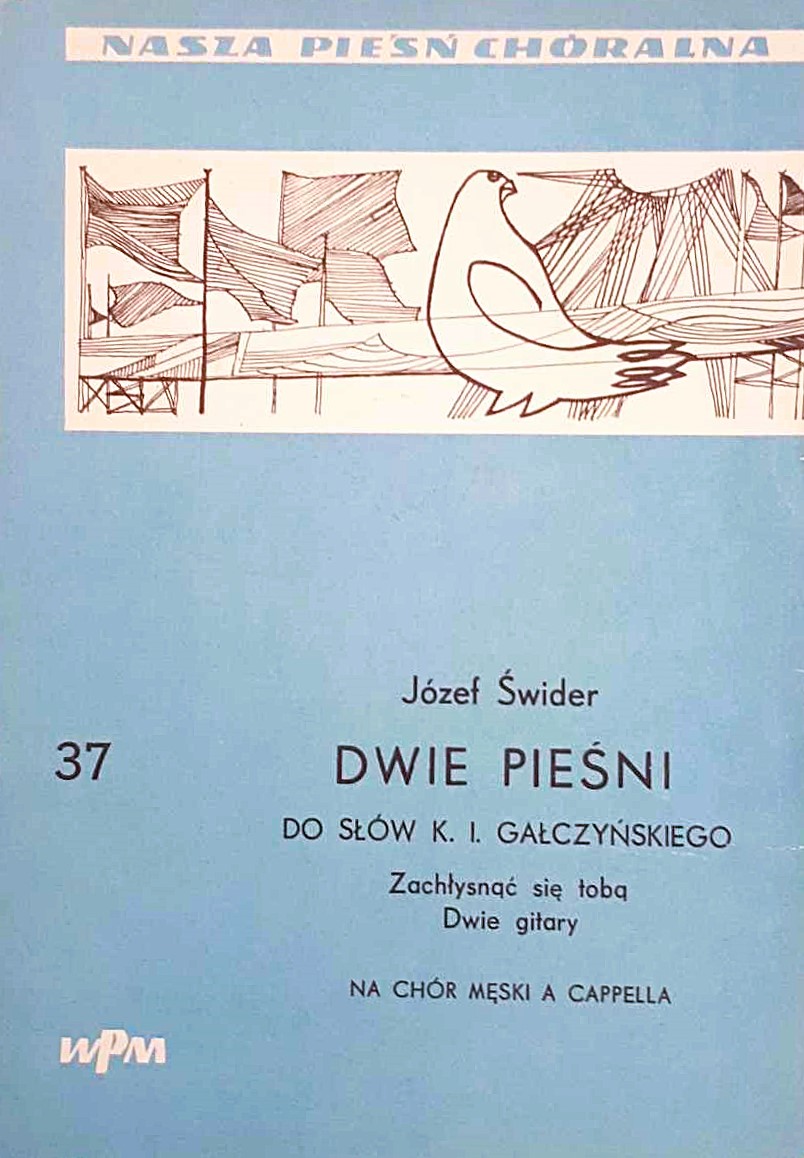 NASZA PIEŚŃ CHÓRALNA
Józef Świder
37
DWIE PIEŚNI
DO SŁÓW K. I. GAŁCZYŃSKIEGO
Zachłysnąć się tobą
Dwie gitary
NA CHÓR MĘSKI A CAPPELLA
WPM